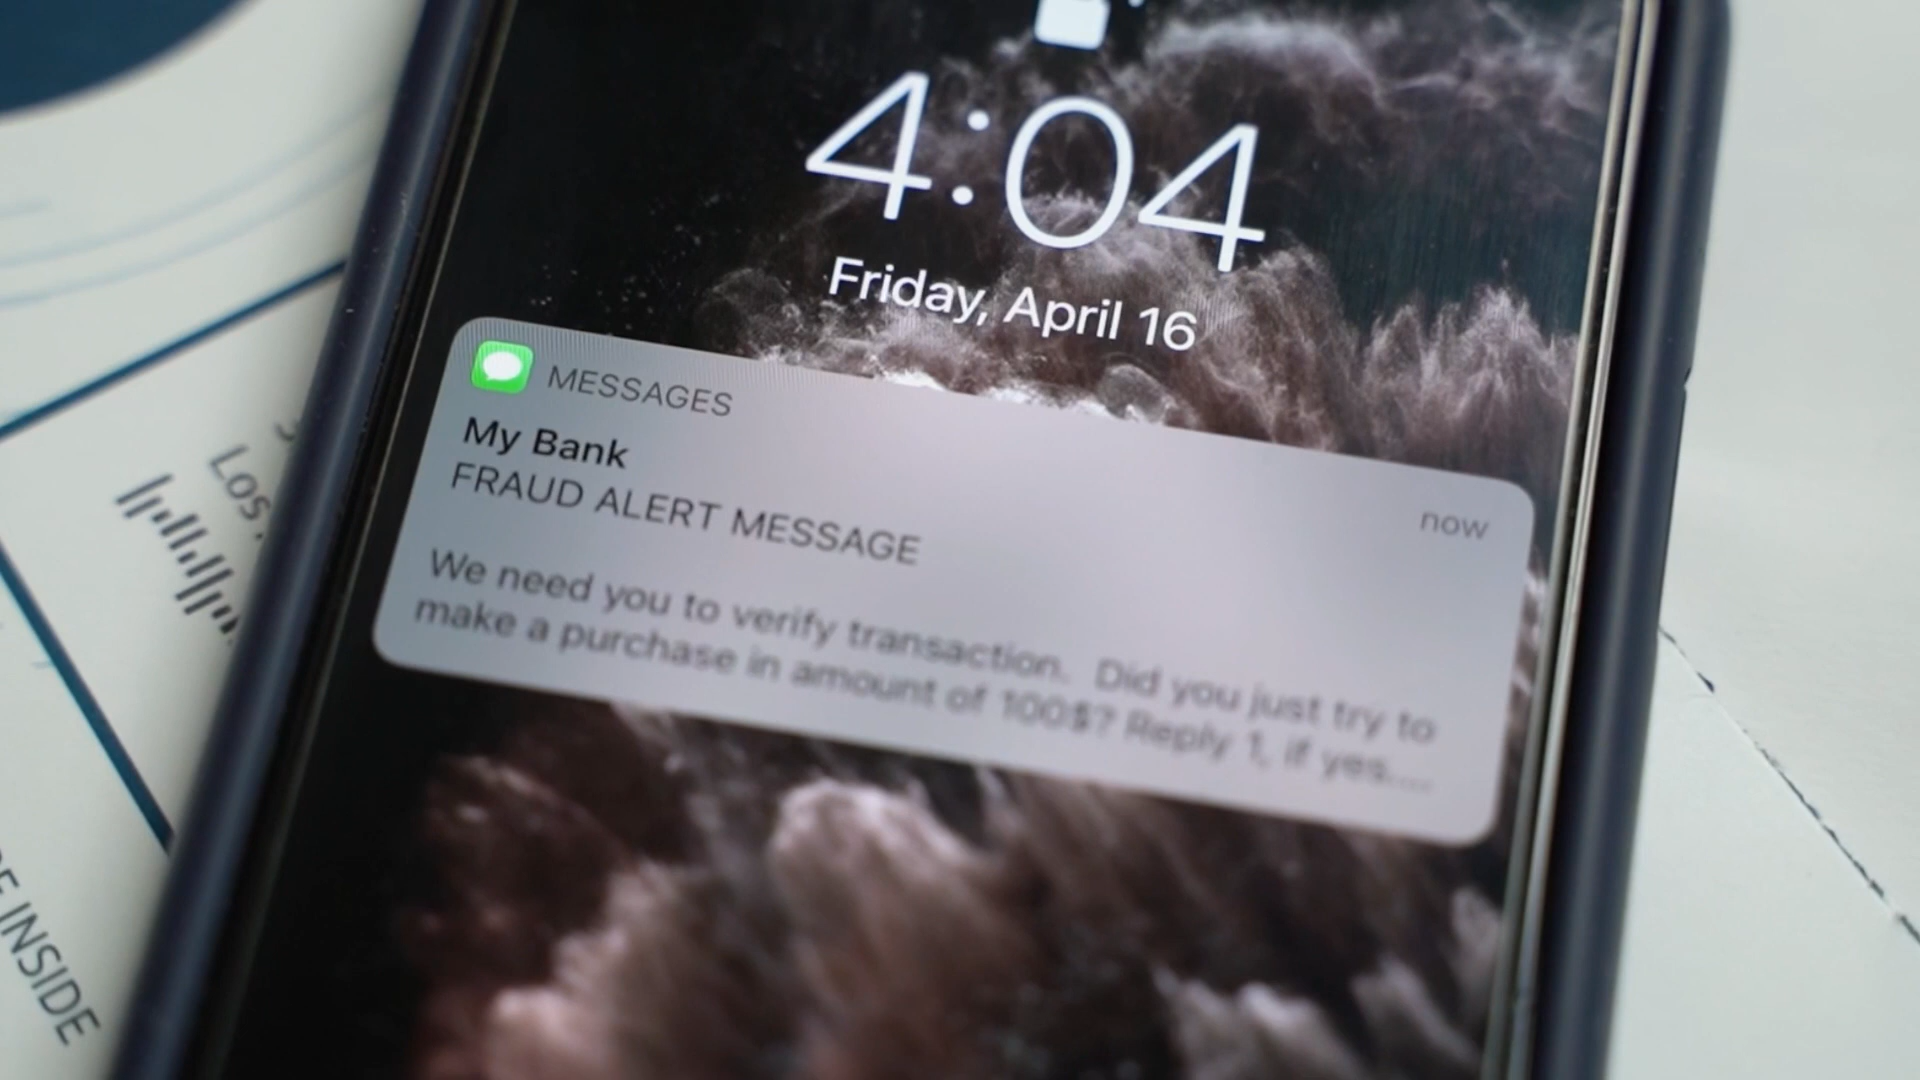 4:04
Friday, April 16
MESSAGES
now
My Bank
FRAUD ALERT MESSAGE
We need you to verify transaction. Did you just try to
make a purchase in amount of 100$? Reply 1, if yes....
INSIDE